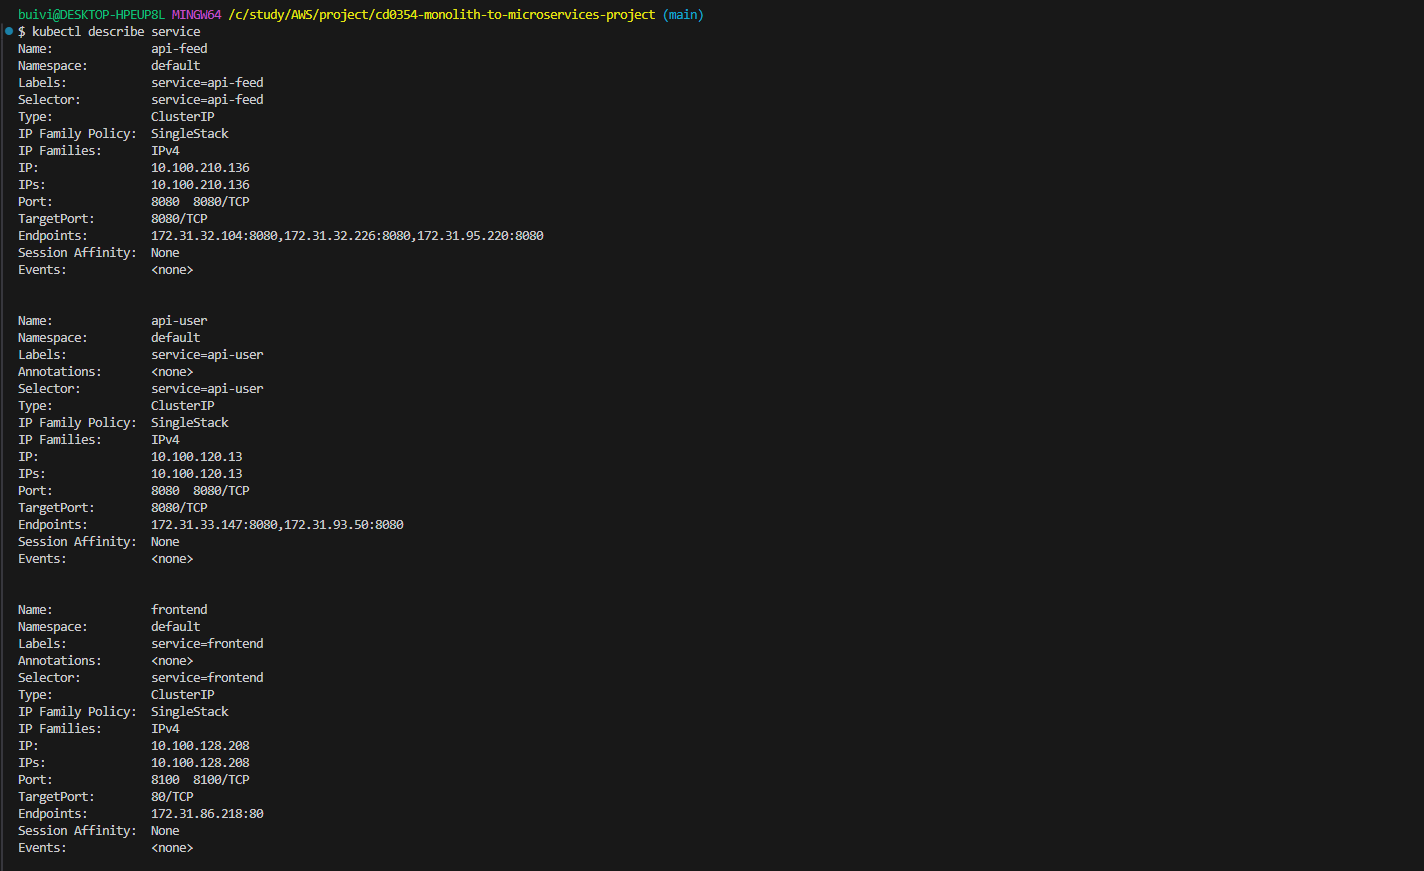 buivi@DESKTOP-HPEUP8L MINGW64 /c/study/AWS/project/cd0354-monolith-to-microservices-project (main)
$ kubectl describe service
Name:              api-feed
Namespace:         default
Labels:            service=api-feed
Selector:          service=api-feed
Type:              ClusterIP
IP Family Policy:  SingleStack
IP Families:       IPv4
IP:                10.100.210.136
IPs:               10.100.210.136
Port:              8080  8080/TCP
TargetPort:        8080/TCP
Endpoints:         172.31.32.104:8080,172.31.32.226:8080,172.31.95.220:8080
Session Affinity:  None
Events:            <none>
Name:              api-user
Namespace:         default
Labels:            service=api-user
Annotations:       <none>
Selector:          service=api-user
Type:              ClusterIP
IP Family Policy:  SingleStack
IP Families:       IPv4
IP:                10.100.120.13
IPs:               10.100.120.13
Port:              8080  8080/TCP
TargetPort:        8080/TCP
Endpoints:         172.31.33.147:8080,172.31.93.50:8080
Session Affinity:  None
Events:            <none>
Name:              frontend
Namespace:         default
Labels:            service=frontend
Annotations:       <none>
Selector:          service=frontend
Type:              ClusterIP
IP Family Policy:  SingleStack
IP Families:       IPv4
IP:                10.100.128.208
IPs:               10.100.128.208
Port:              8100  8100/TCP
TargetPort:        80/TCP
Endpoints:         172.31.86.218:80
Session Affinity:  None
Events:            <none>